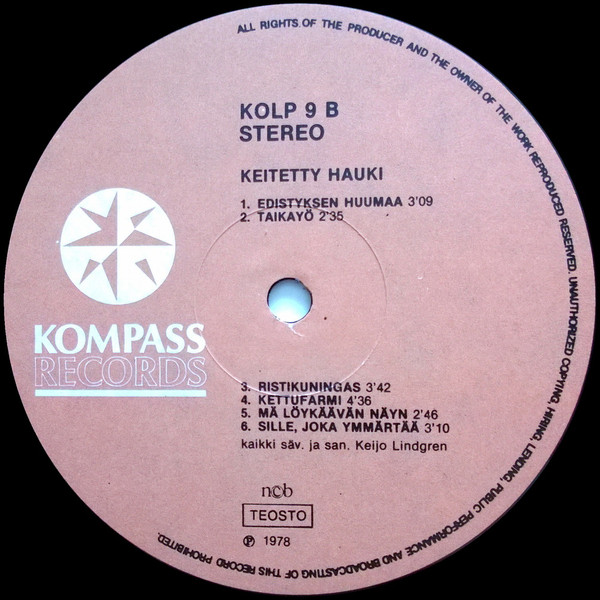 ALL RIGHTS OF THE PRODUCER AND THE OWNER OF THE WORK REPRODUCED RESERVED. UNAUTHORIZED COPYING, HIRING, LENDING, PUBLIC PERFORMANCE AND BROADCASTING OF THIS RECORD PROHIBITED.
KOLP 9 B
STEREO
KEITETTY HAUKI
1. EDISTYKSEN HUUMAA 3'09
2. TAIKAYÖ 2'35
KOMPASS
RECORDS
3. RISTIKUNINGAS 3'42
4. KETTUFARMI 4'36
5. MÄ LÖYKÄÄVÄN NÄYN 2'46
6. SILLE, JOKA YMMÄRTÄÄ 3'10
kaikki säv. ja san. Keijo Lindgren
n©b
TEOSTO
℗ 1978